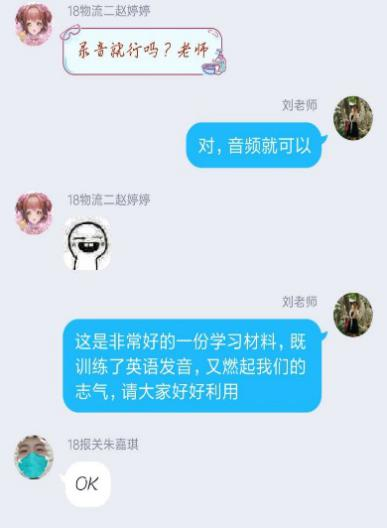 18物流二赵婷婷
录音就行吗？老师
刘老师
对，音频就可以
18物流二赵婷婷
刘老师
这是非常好的一份学习材料，既
训练了英语发音，又燃起我们的
志气，请大家好好利用
18报关朱嘉琪
OK